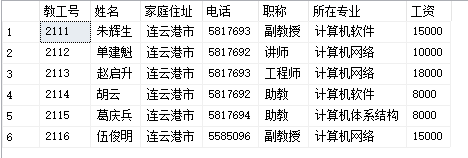 教工号 姓名 家庭住址 电话 职称 所在专业 工资
1 2111 朱辉生 连云港市 5817693 副教授 计算机软件 15000
2 2112 单建魁 连云港市 5817692 讲师 计算机网络 10000
3 2113 赵启升 连云港市 5817693 工程师 计算机网络 18000
4 2114 胡云 连云港市 5817692 助教 计算机软件 8000
5 2115 葛庆兵 连云港市 5817694 助教 计算机体系结构 8000
6 2116 伍俊明 连云港市 5585096 副教授 计算机网络 15000